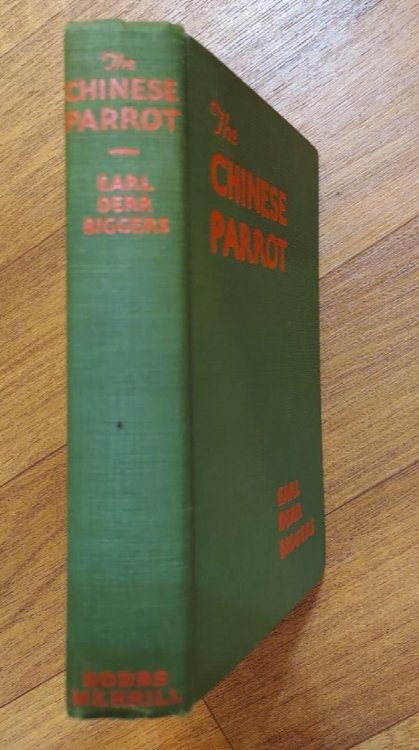 The
CHINESE
PARROT
EARL
DERR
BIGGERS
BOBBS
MERRILL
The
CHINESE
PARROT
EARL
DERR
BIGGERS